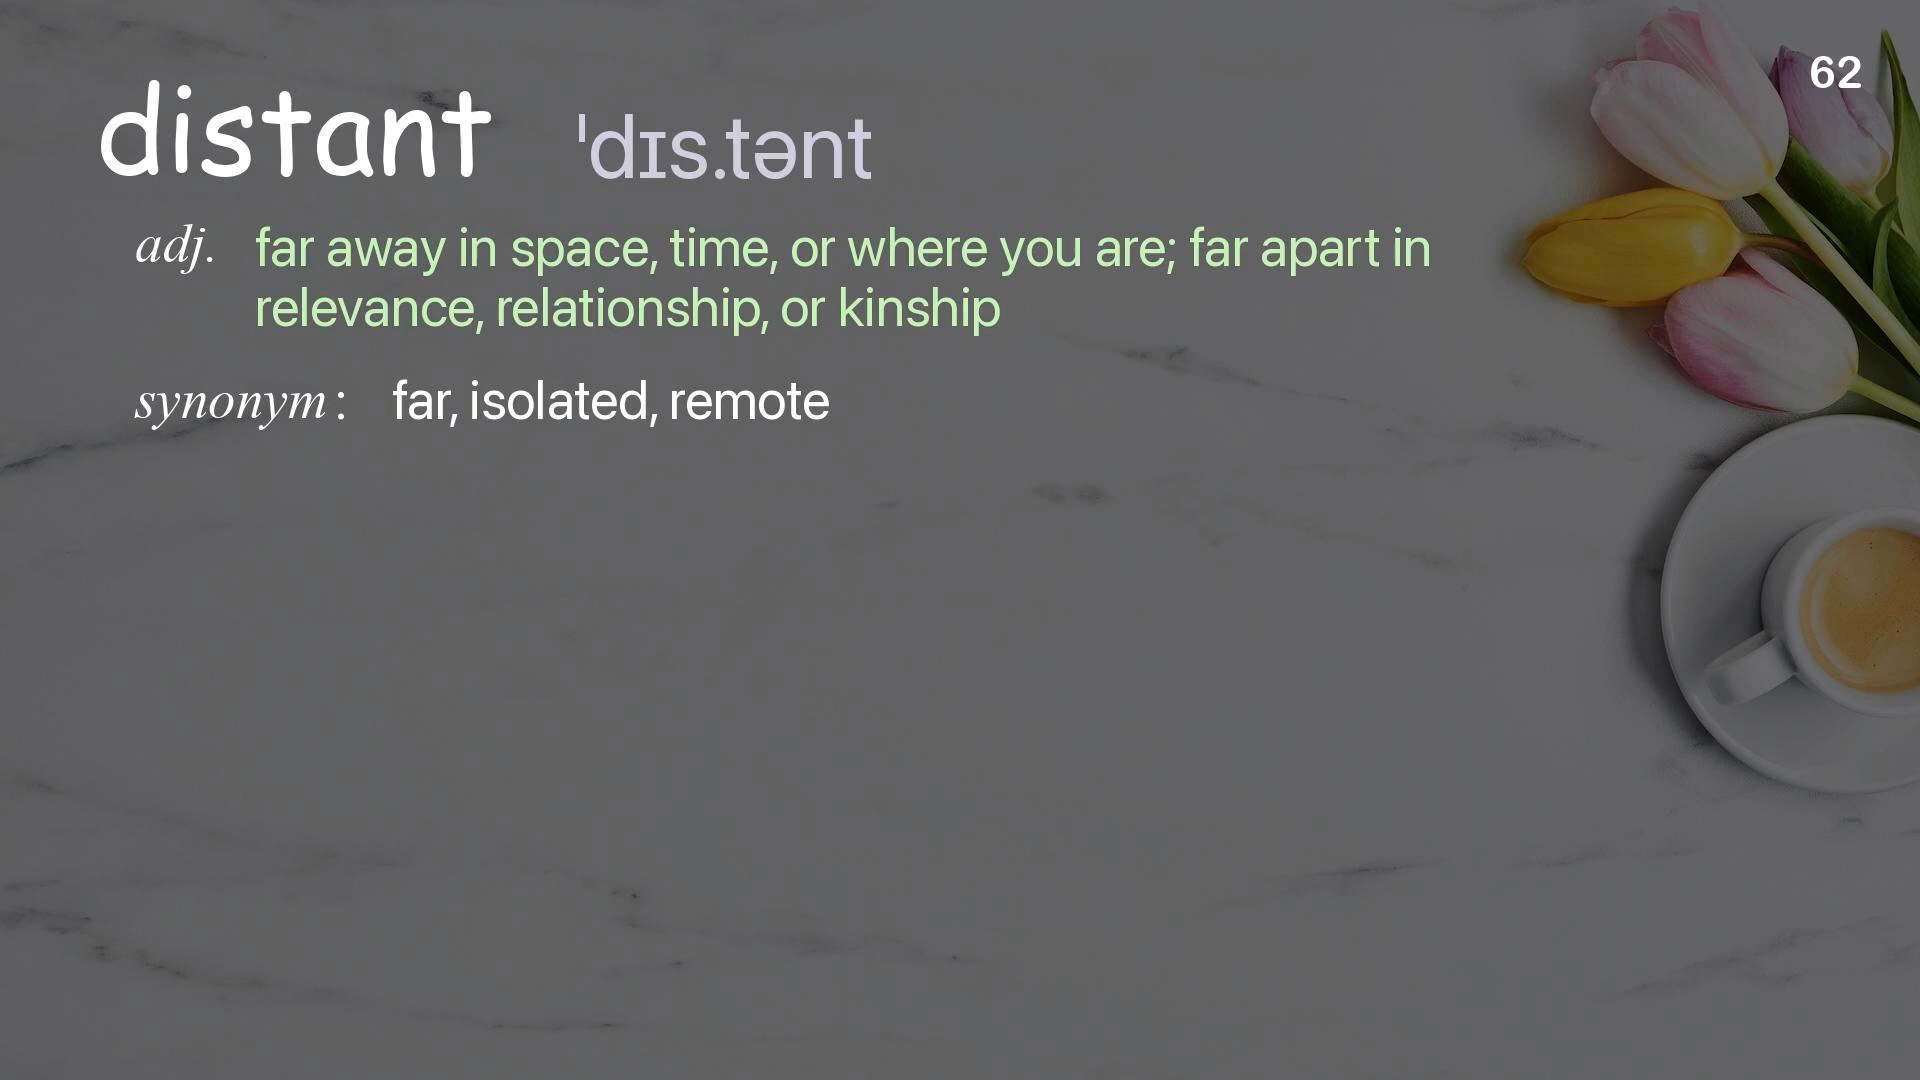 62
distant ˈdɪs.tənt
adj. far away in space, time, or where you are; far apart in
relevance, relationship, or kinship
synonym: far, isolated, remote